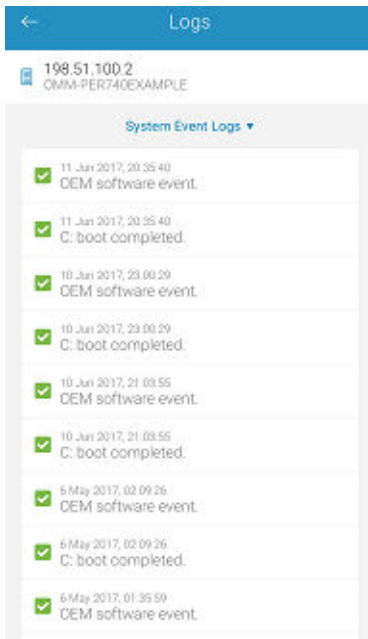 Logs
198.51.100.2
OMM-PER740EXAMPLE
System Event Logs
11 Jun 2017, 20:35:40
OEM software event.
11 Jun 2017, 20:35:40
C: boot completed.
10 Jun 2017, 23:00:29
OEM software event.
10 Jun 2017, 23:00:29
C: boot completed.
10 Jun 2017, 21:03:55
OEM software event.
10 Jun 2017, 21:03:55
C: boot completed.
6 May 2017, 02:09:26
OEM software event.
6 May 2017, 02:09:26
C: boot completed.
6 May 2017, 01:35:59
OEM software event.